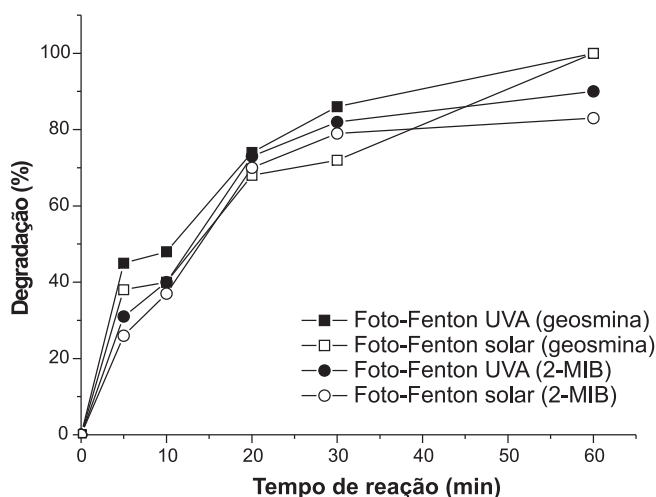 100
80
60
40
20
0
Degradação (%)
Foto-Fenton UVA (geosmina)
Foto-Fenton solar (geosmina)
Foto-Fenton UVA (2-MIB)
Foto-Fenton solar (2-MIB)
0 10 20 30 40 50 60
Tempo de reação (min)